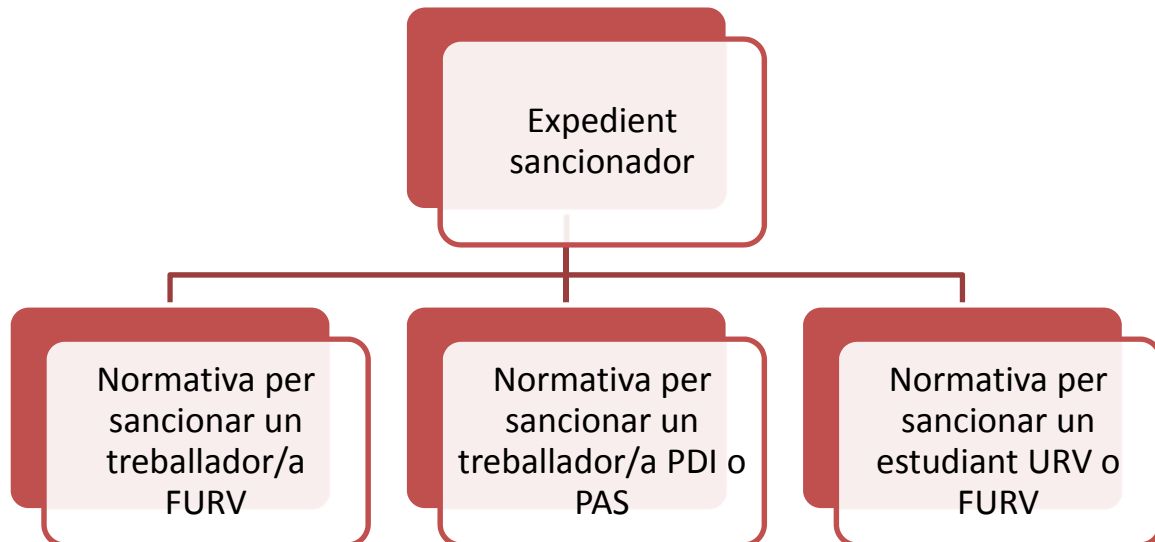 Expedient
sancionador
Normativa per
sancionar un
treballador/a
FURV
Normativa per
sancionar un
treballador/a PDI o
PAS
Normativa per
sancionar un
estudiant URV o
FURV